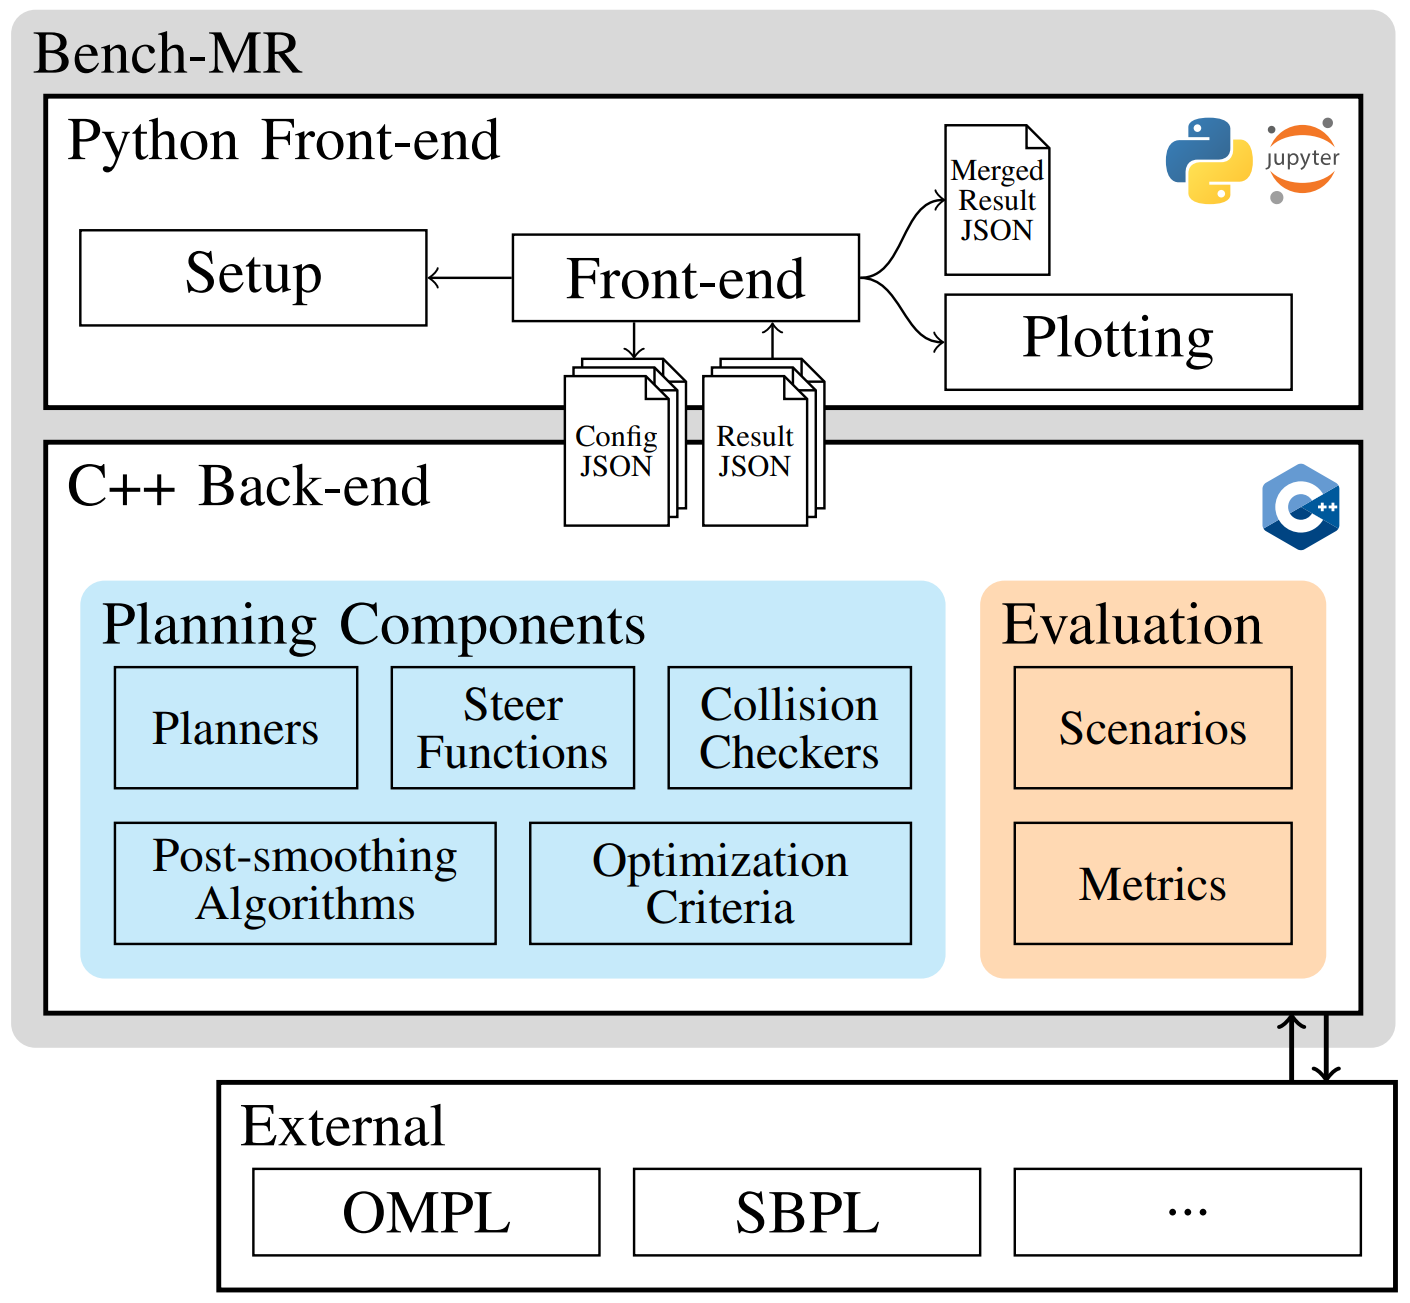 Bench-MR
Python Front-end
jupyter
Merged
Result
JSON
Setup
Front-end
Plotting
Config
JSON
Result
JSON
C++ Back-end
C++
Planning Components
Planners
Steer
Functions
Collision
Checkers
Post-smoothing
Algorithms
Optimization
Criteria
Evaluation
Scenarios
Metrics
External
OMPL
SBPL
...